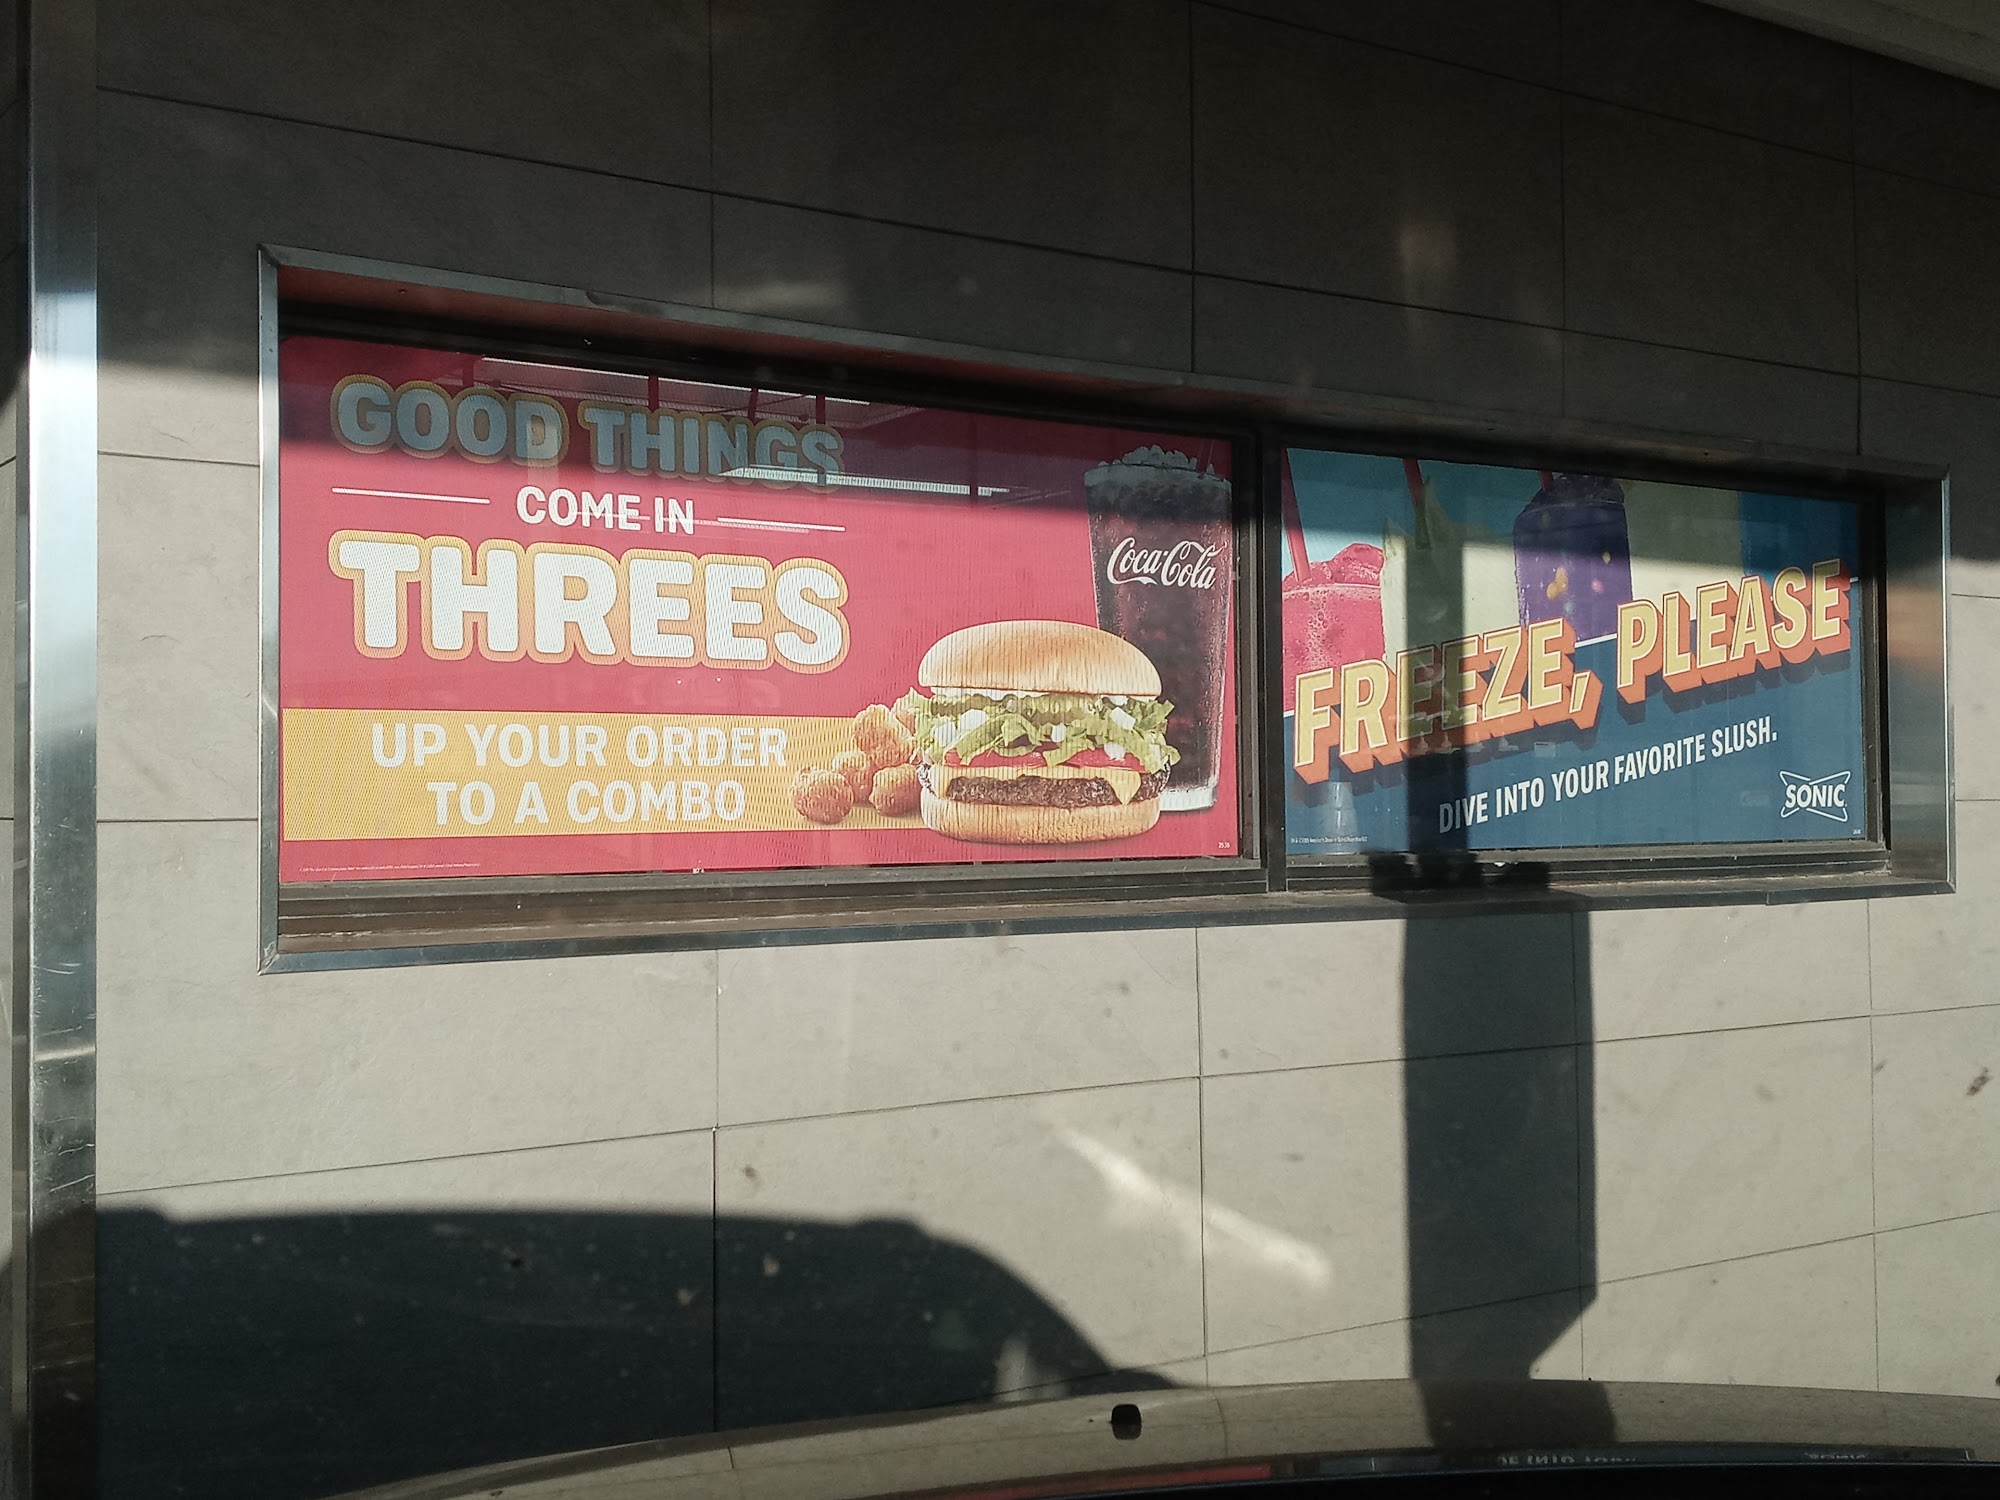 GOOD THINGS
COME IN
THREES
UP YOUR ORDER
TO A COMBO
Coca-Cola
FREEZE, PLEASE
DIVE INTO YOUR FAVORITE SLUSH.
SONIC